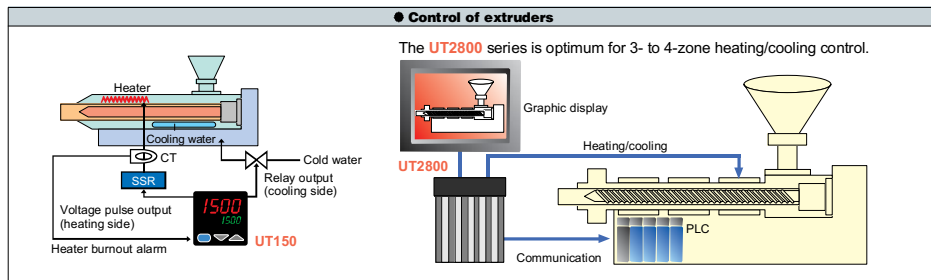 ● Control of extruders
The UT2800 series is optimum for 3- to 4-zone heating/cooling control.
Heater
Graphic display
Cooling water
CT
Cold water
SSR
Relay output
(cooling side)
Voltage pulse output
(heating side)
1500
1500
UT150
Heater burnout alarm
UT2800
Heating/cooling
PLC
Communication